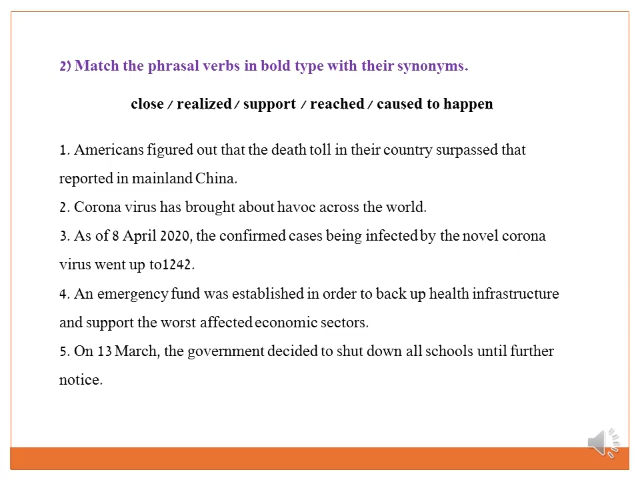 2) Match the phrasal verbs in bold type with their synonyms.
close / realized / support / reached / caused to happen
1. Americans figured out that the death toll in their country surpassed that
reported in mainland China.
2. Corona virus has brought about havoc across the world.
3. As of 8 April 2020, the confirmed cases being infected by the novel corona
virus went up to1242.
4. An emergency fund was established in order to back up health infrastructure
and support the worst affected economic sectors.
5. On 13 March, the government decided to shut down all schools until further
notice.